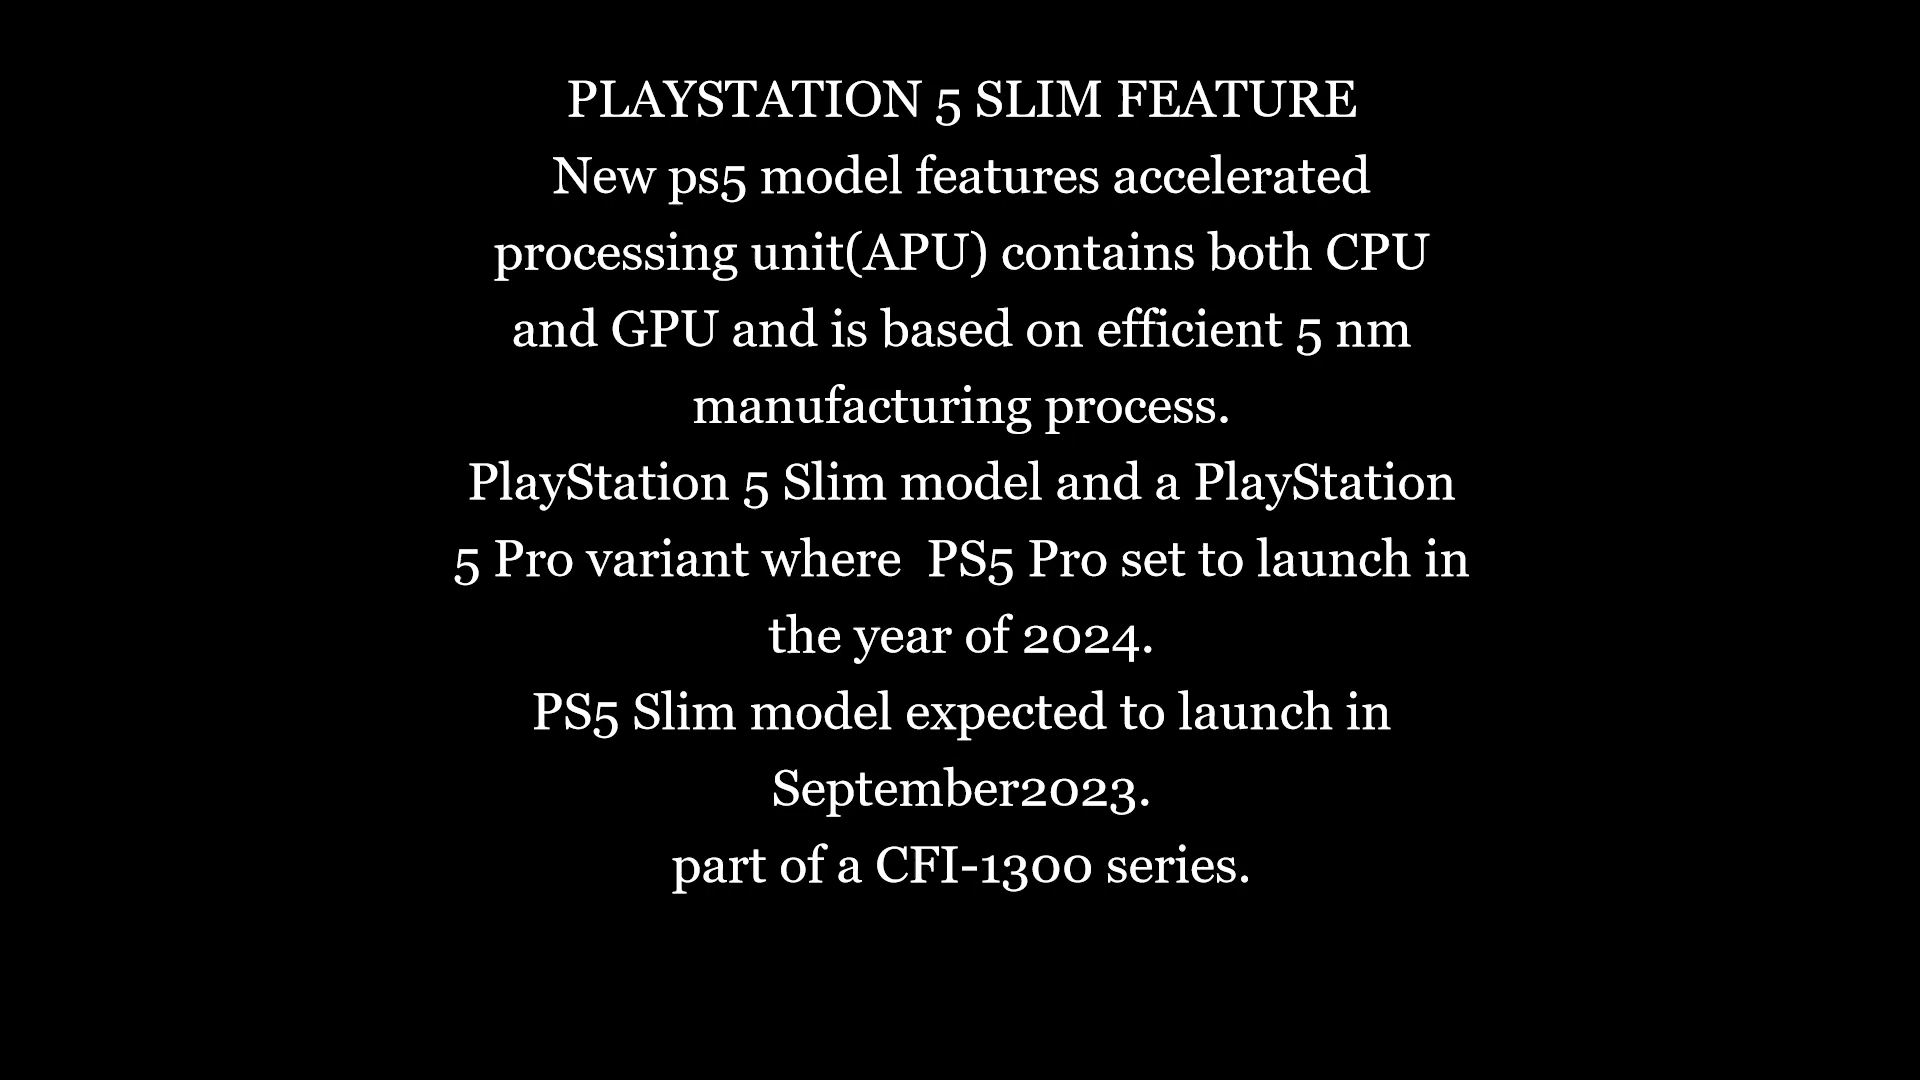 PLAYSTATION 5 SLIM FEATURE
New ps5 model features accelerated
processing unit(APU) contains both CPU
and GPU and is based on efficient 5 nm
manufacturing process.
PlayStation 5 Slim model and a PlayStation
5 Pro variant where  PS5 Pro set to launch in
the year of 2024.
PS5 Slim model expected to launch in
September2023.
part of a CFI-1300 series.